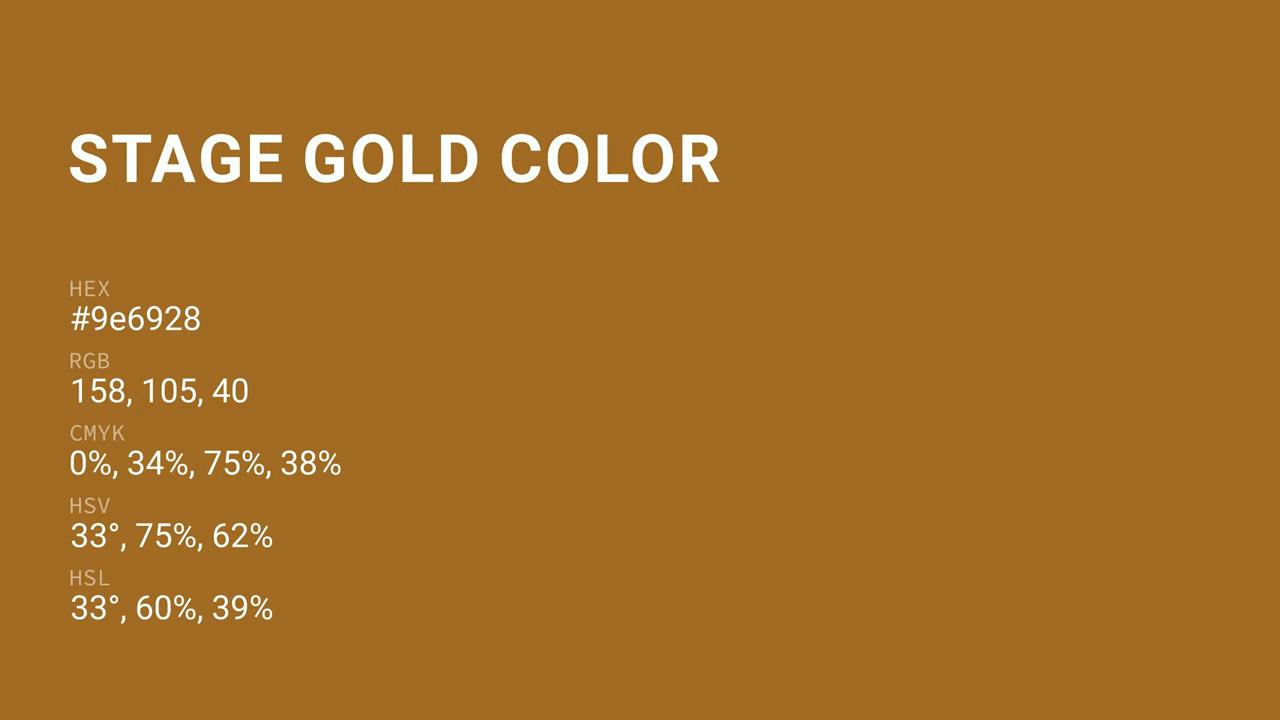 STAGE GOLD COLOR
HEX
#9e6928
RGB
158, 105, 40
CMYK
0%, 34%, 75%, 38%
HSV
33°, 75%, 62%
HSL
33°, 60%, 39%